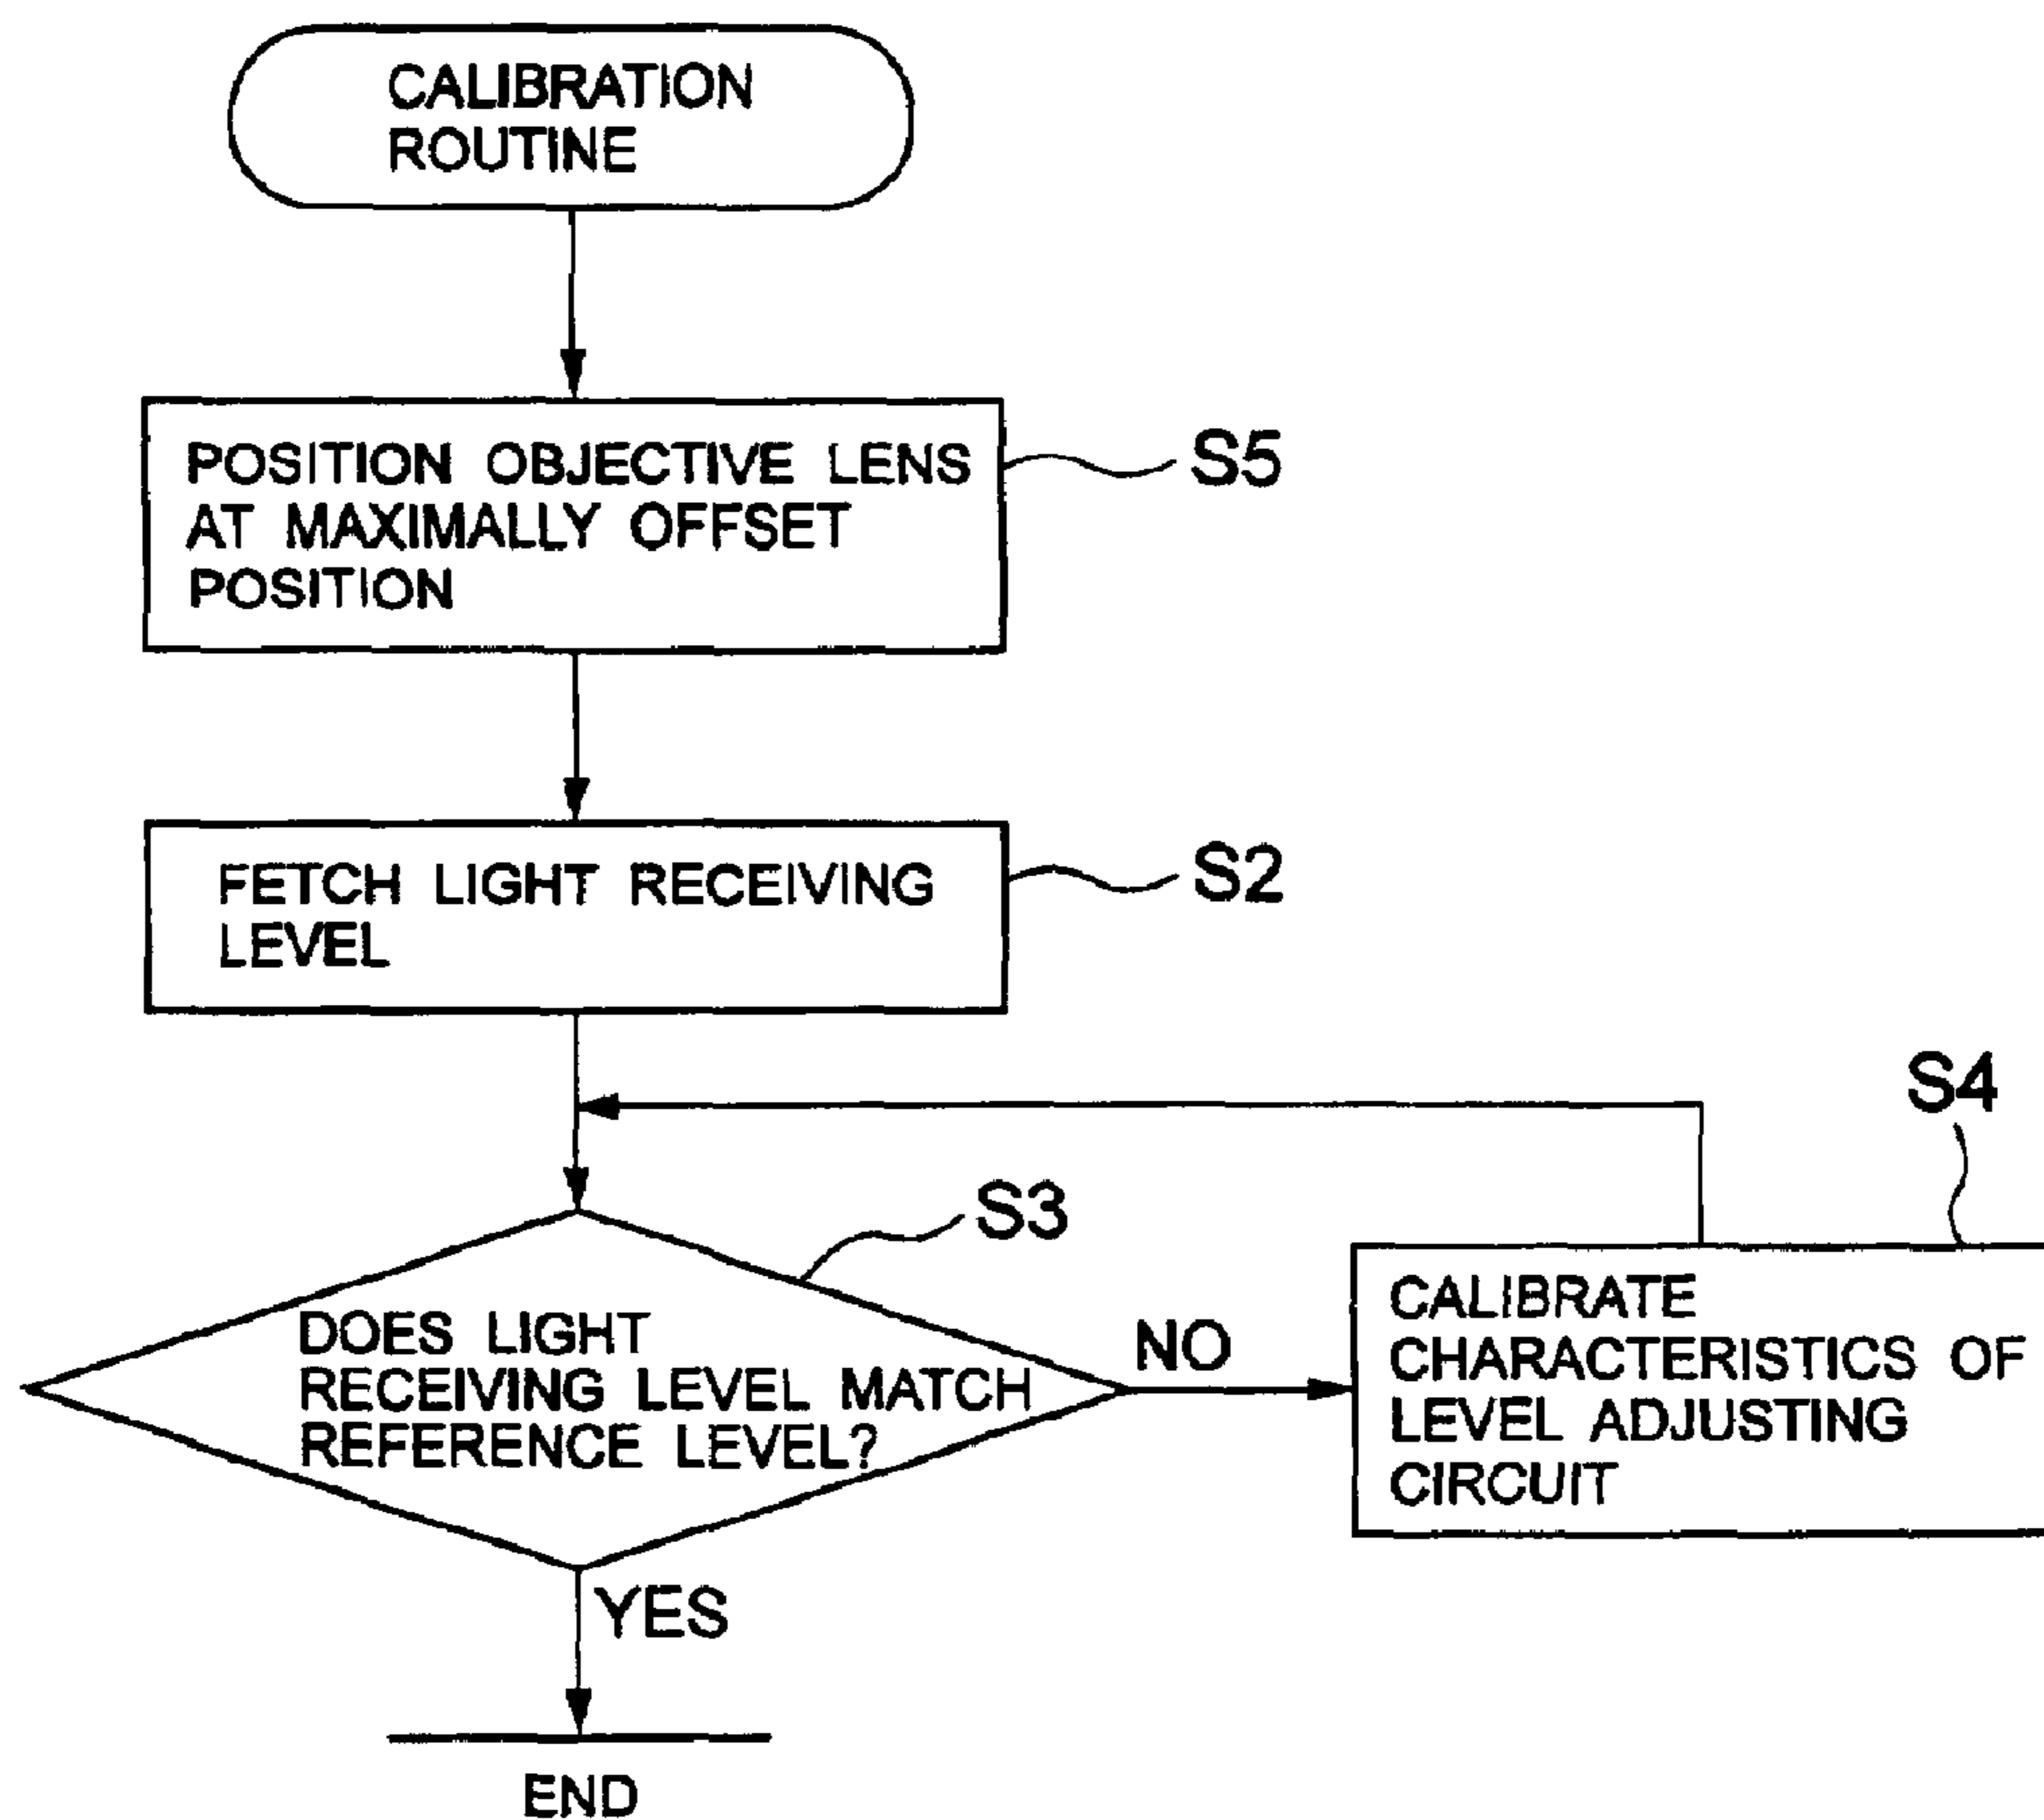 CALIBRATION
ROUTINE
POSITION OBJECTIVE LENS
AT MAXIMALLY OFFSET
POSITION
S5
FETCH LIGHT RECEIVING
LEVEL
S2
S4
S3
DOES LIGHT
RECEIVING LEVEL MATCH
REFERENCE LEVEL?
NO
CALIBRATE
CHARACTERISTICS OF
LEVEL ADJUSTING
CIRCUIT
YES
END